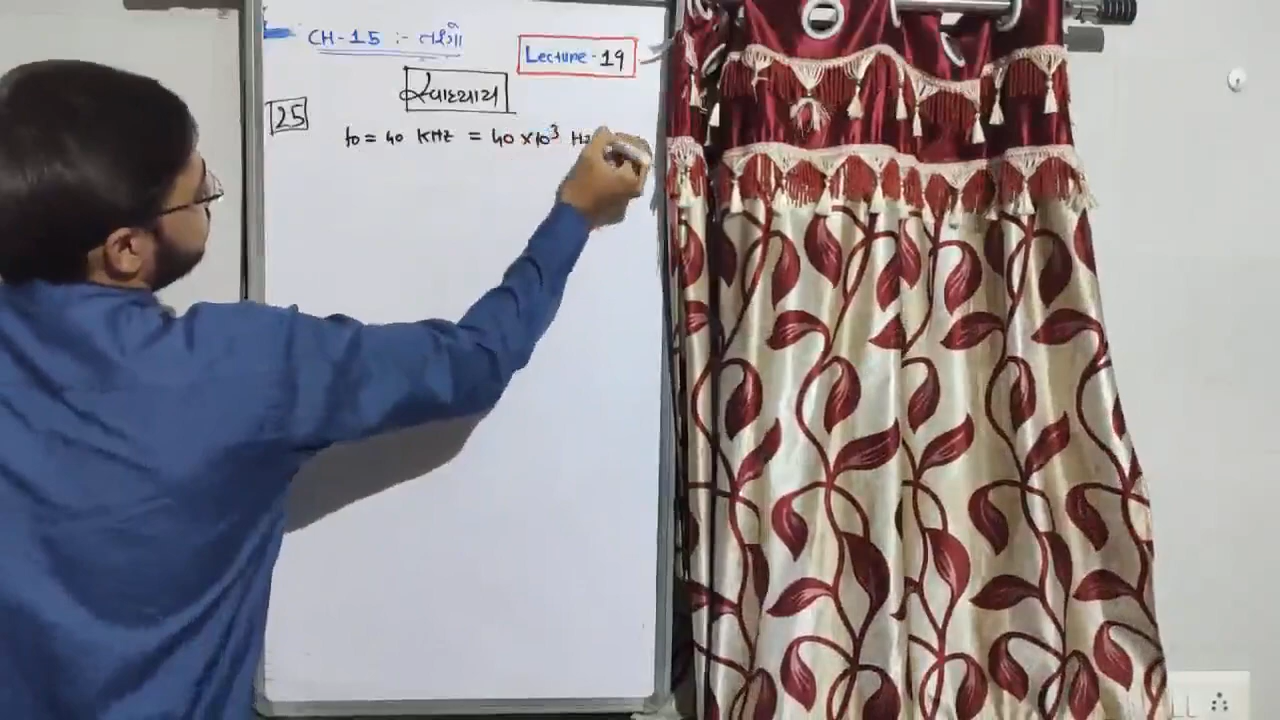 CH-15 :- તરંગો
Lecture - 19
સ્વાધ્યાય
25
f0 = 40 KHz = 40 × 10³ Hz